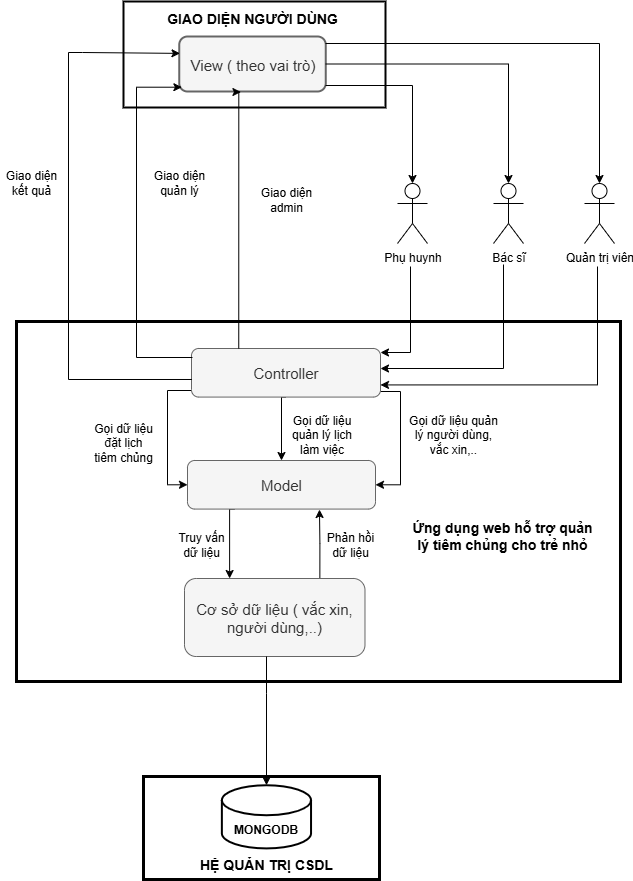 GIAO DIỆN NGƯỜI DÙNG
View ( theo vai trò)
Giao diện
kết quả
Giao diện
quản lý
Giao diện
admin
Phụ huynh
Bác sĩ
Quản trị viên
Controller
Gọi dữ liệu
đặt lịch
tiêm chủng
Gọi dữ liệu
quản lý lịch
làm việc
Gọi dữ liệu quản
lý người dùng,
vắc xin,..
Model
Truy vấn
dữ liệu
Phản hồi
dữ liệu
Ứng dụng web hỗ trợ quản
lý tiêm chủng cho trẻ nhỏ
Cơ sở dữ liệu ( vắc xin,
người dùng,..)
MONGODB
HỆ QUẢN TRỊ CSDL